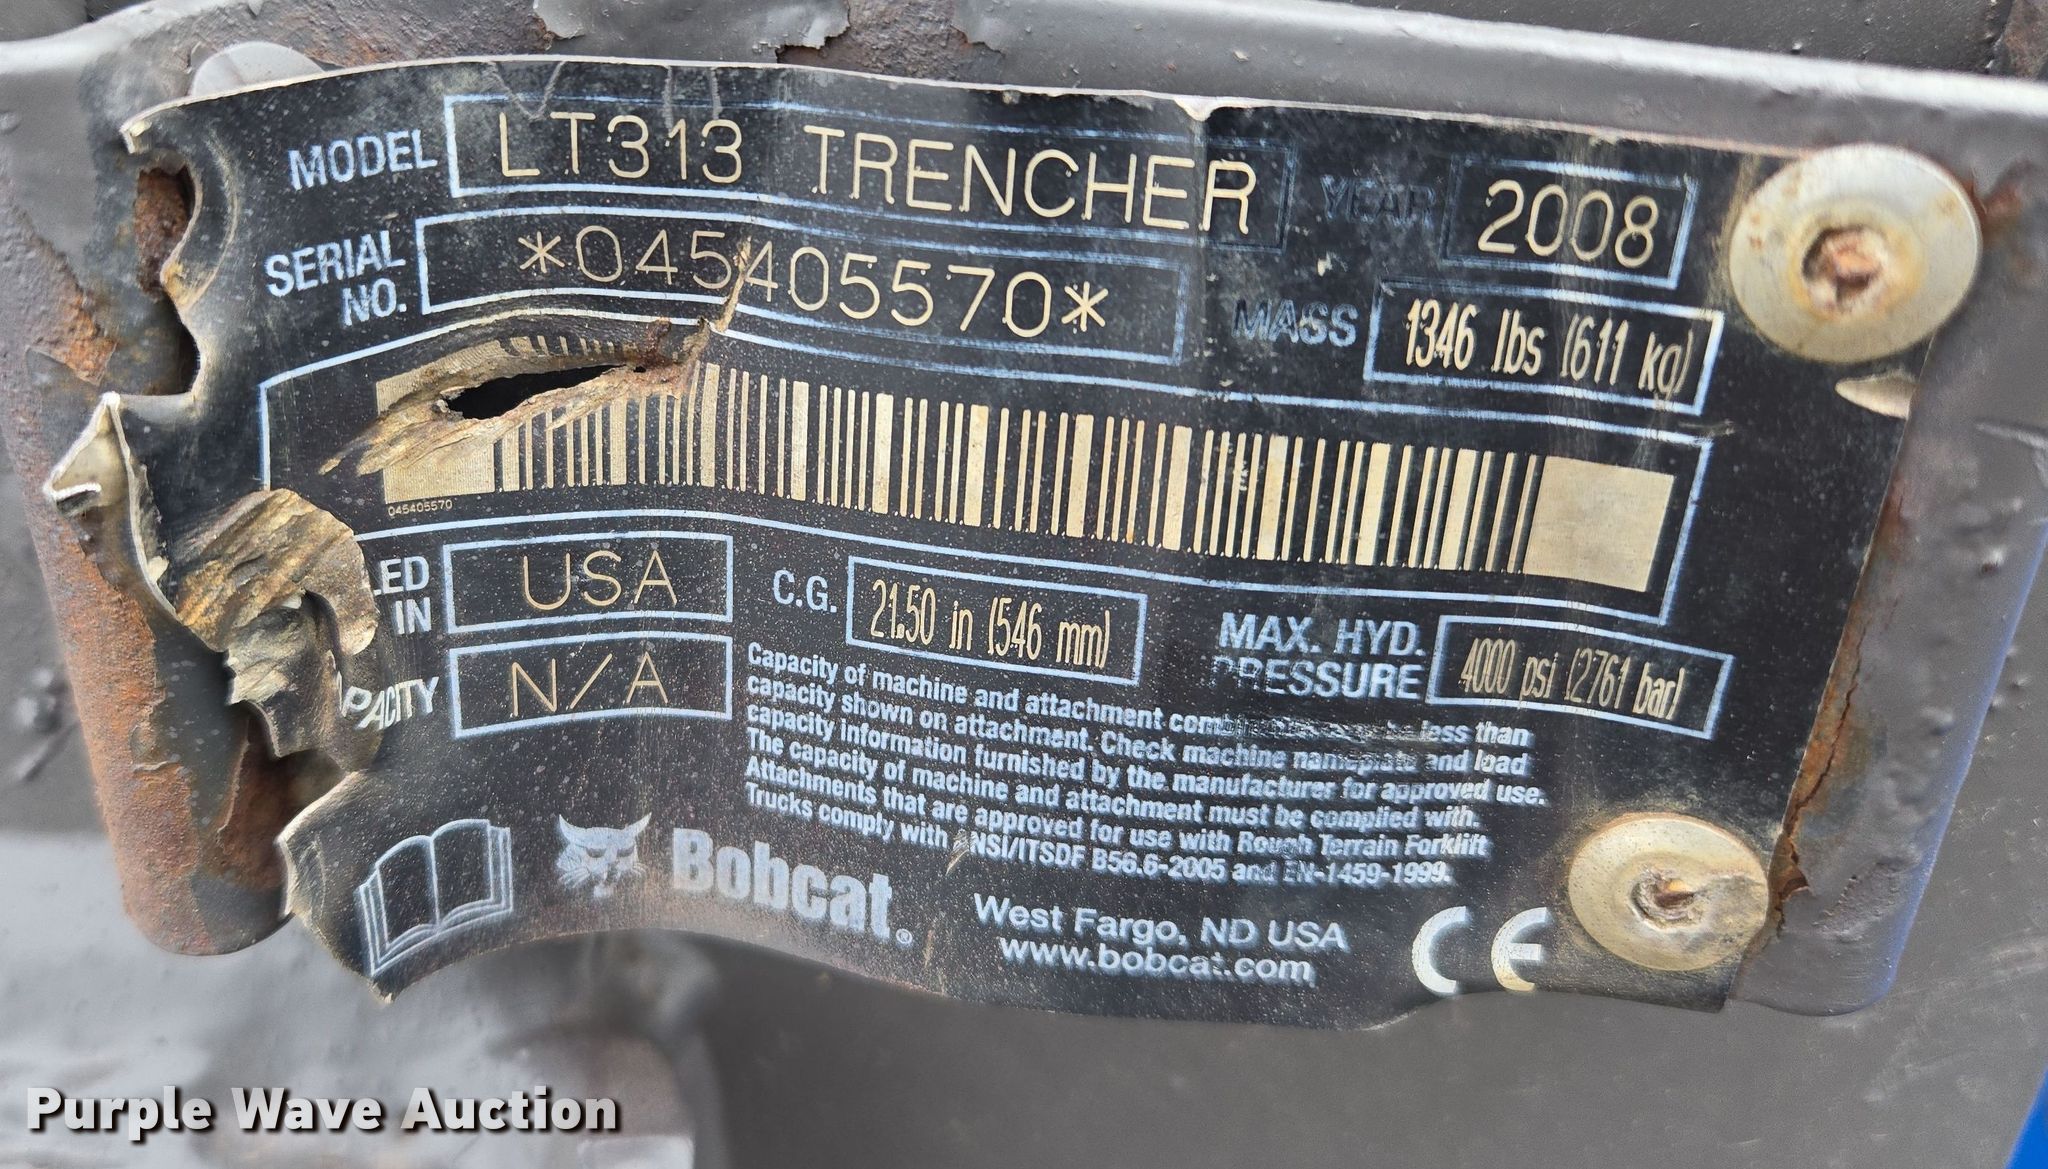 MODEL LT313 TRENCHER YEAR 2008
SERIAL NO. *045405570* MASS 1346 lbs (611 kg)
045405570
LED IN USA C.G. 21.50 in (546 mm) MAX. HYD. PRESSURE 4000 psi (2761 bar)
PACITY N/A
Capacity of machine and attachment less than
capacity shown on attachment. Check machine nameplate and load
capacity information furnished by the manufacturer for approved use.
The capacity of machine and attachment must be complied with.
Attachments that are approved for use with Rough Terrain Forklift
Trucks comply with ANSI/ITSDF B56.6-2005 and EN-1459-1999.
Bobcat®
West Fargo, ND USA
www.bobcat.com
CE
Purple Wave Auction